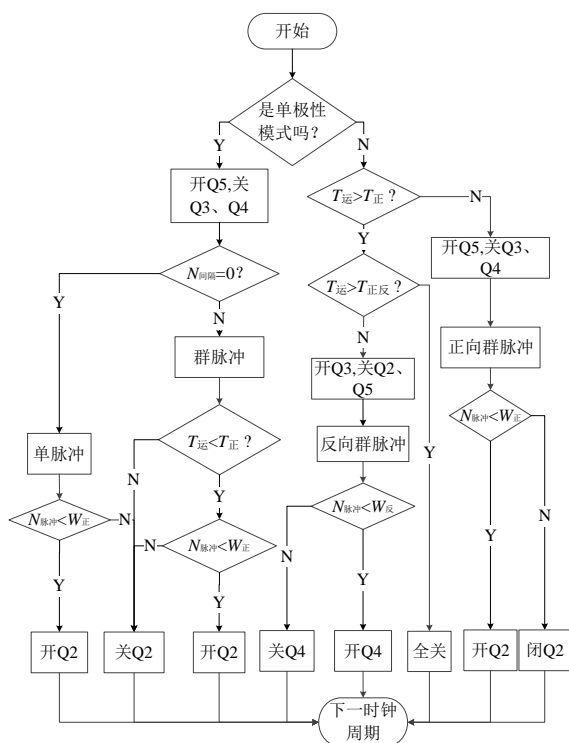 开始
是单极性
模式吗？
Y
N
开Q5,关
Q3、Q4
T运>T正？
N
Y
开Q5,关Q3、
Q4
N间隔=0？
T运>T正反？
Y
N
N
群脉冲
开Q3,关Q2、
Q5
正向群脉冲
T运<T正？
N脉冲<W正
单脉冲
反向群脉冲
N
Y
Y
N脉冲<W正
N
N脉冲<W正
N
N脉冲<W反
N
Y
N
Y
Y
Y
开Q2
关Q2
开Q2
关Q4
开Q4
全关
开Q2
闭Q2
下一时钟
周期